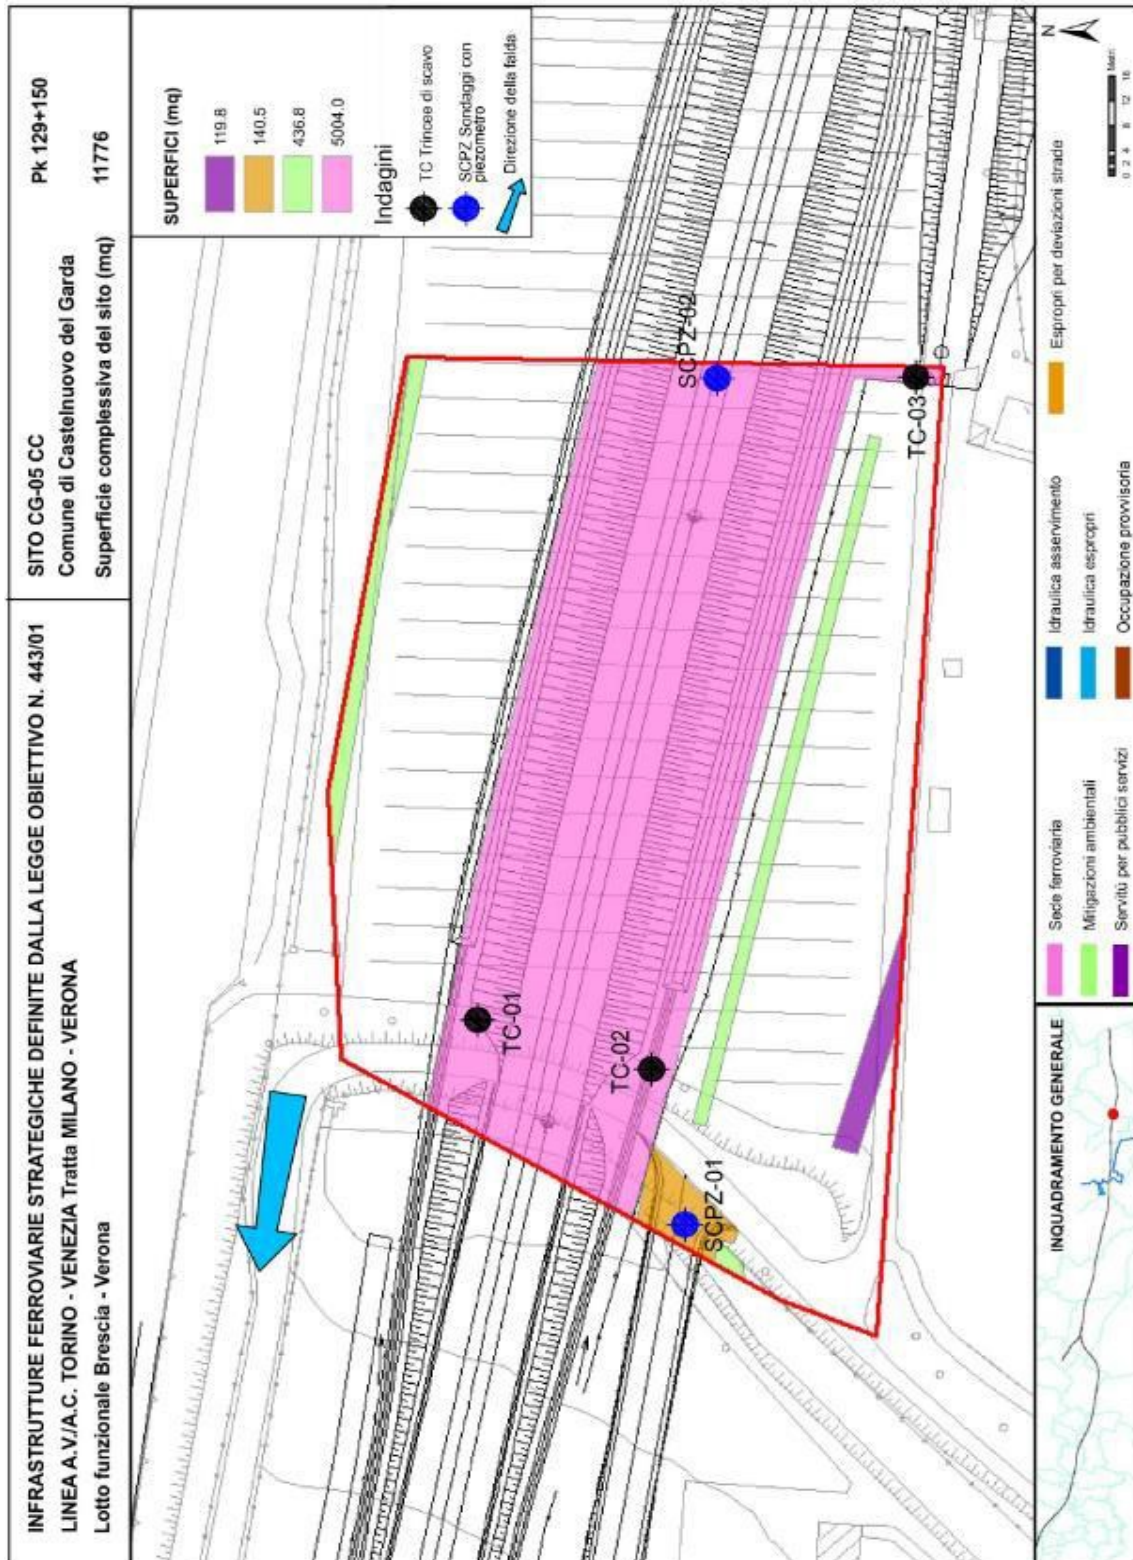 INFRASTRUTTURE FERROVIARIE STRATEGICHE DEFINITE DALLA LEGGE OBIETTIVO N. 443/01
LINEA A.V./A.C. TORINO - VENEZIA Tratta MILANO - VERONA
Lotto funzionale Brescia - Verona
SITO CG-05 CC
Pk 129+150
Comune di Castelnuovo del Garda
Superficie complessiva del sito (mq)
11776
SUPERFICI (mq)
119.8
140.5
436.8
5004.0
Indagini
TC Trincee di scavo
SCPZ Sondaggi con
piezometro
Direzione della falda
TC-01
TC-02
SCPZ-01
SCPZ-02
TC-03
INQUADRAMENTO GENERALE
Sede ferroviaria
Mitigazioni ambientali
Servitù per pubblici servizi
Idraulica asservimento
Idraulica espropri
Occupazione provvisoria
Espropri per deviazioni strade
N
Metri
0 2 4 8 12 16